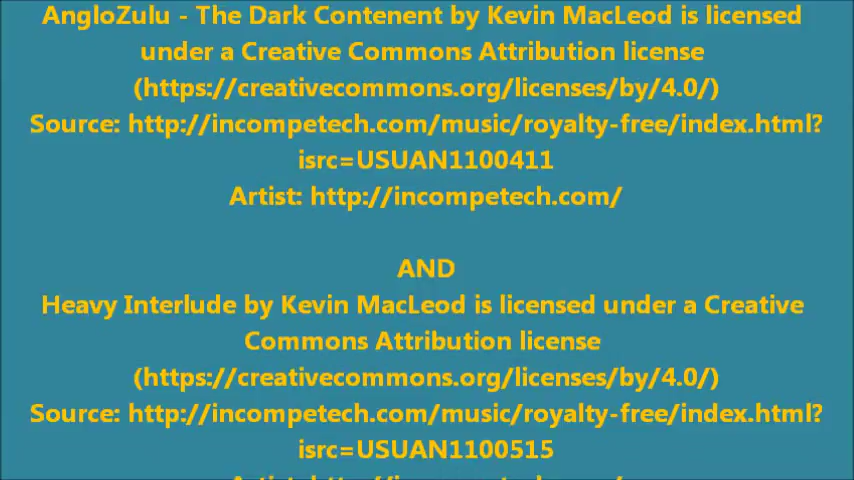 AngloZulu - The Dark Contenent by Kevin MacLeod is licensed
under a Creative Commons Attribution license
(https://creativecommons.org/licenses/by/4.0/)
Source: http://incompetech.com/music/royalty-free/index.html?
isrc=USUAN1100411
Artist: http://incompetech.com/
AND
Heavy Interlude by Kevin MacLeod is licensed under a Creative
Commons Attribution license
(https://creativecommons.org/licenses/by/4.0/)
Source: http://incompetech.com/music/royalty-free/index.html?
isrc=USUAN1100515